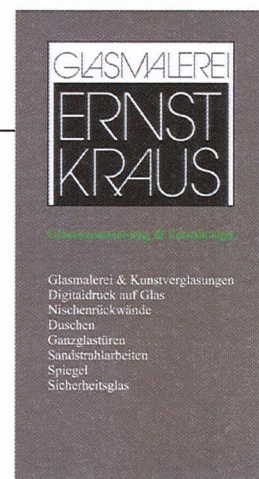 GLASMALEREI
ERNST
KRAUS
Glasmalerei & Kunstverglasungen
Digitaldruck auf Glas
Nischenrückwände
Duschen
Ganzglastüren
Sandstrahlarbeiten
Spiegel
Sicherheitsglas